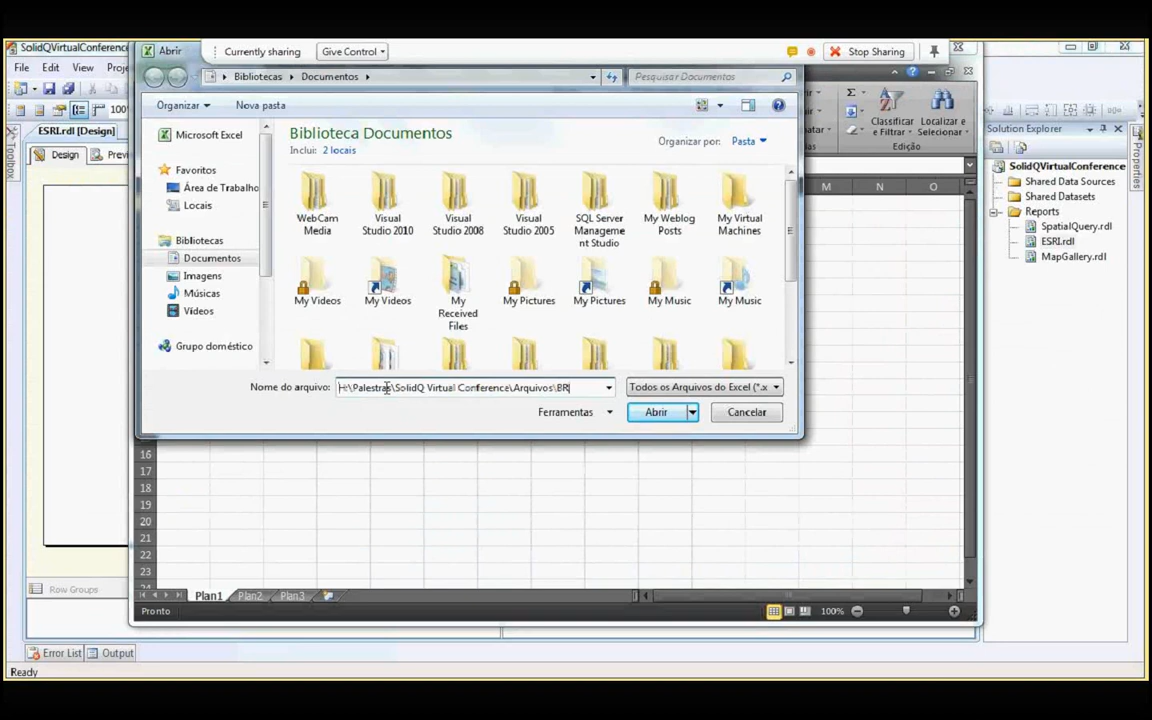 SolidQVirtualConference
Abrir
Currently sharing
Give Control
Stop Sharing
File Edit View Proje
Bibliotecas
Documentos
Pesquisar Documentos
Organizar
Nova pasta
100%
ESRI.rdl [Design]
Design
Previ
Toolbox
Microsoft Excel
Favoritos
Área de Trabalho
Locais
Bibliotecas
Documentos
Imagens
Músicas
Vídeos
Grupo doméstico
Biblioteca Documentos
Inclui: 2 locais
Organizar por: Pasta
WebCam Media
Visual Studio 2010
Visual Studio 2008
Visual Studio 2005
SQL Server Manageme nt Studio
My Weblog Posts
My Virtual Machines
My Videos
My Videos
My Received Files
My Pictures
My Pictures
My Music
My Music
Nome do arquivo:
H:\Palestras\SolidQ Virtual Conference\Arquivos\BR
Todos os Arquivos do Excel (*.x
Ferramentas
Abrir
Cancelar
Classificar e Filtrar
Localizar e Selecionar
Edição
M N O
16
17
18
19
20
21
22
23
Plan1 Plan2 Plan3
Pronto
100%
Solution Explorer
SolidQVirtualConference
Shared Data Sources
Shared Datasets
Reports
SpatialQuery.rdl
ESRI.rdl
MapGallery.rdl
Properties
Row Groups
Error List
Output
Ready